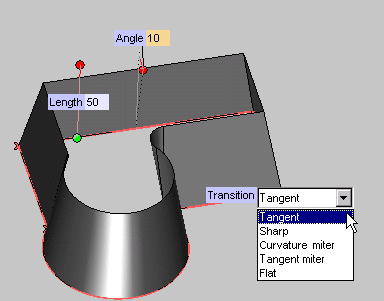 Angle 10
Length 50
Transition Tangent
Tangent
Sharp
Curvature miter
Tangent miter
Flat